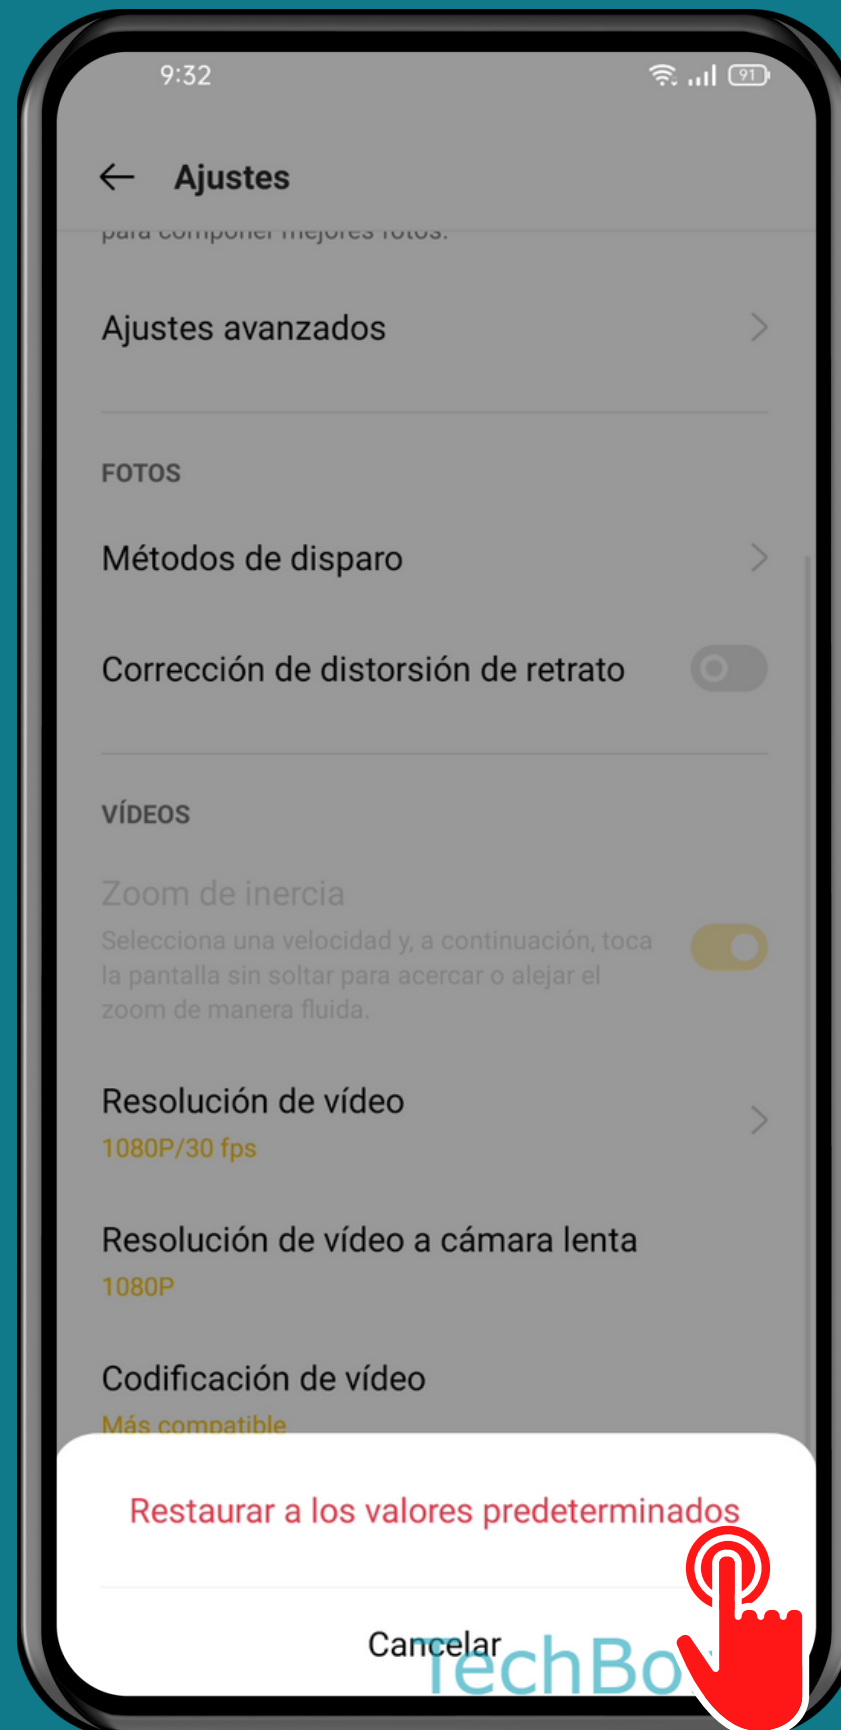 9:32
91
Ajustes
para componer mejores fotos.
Ajustes avanzados
FOTOS
Métodos de disparo
Corrección de distorsión de retrato
VÍDEOS
Zoom de inercia
Selecciona una velocidad y, a continuación, toca
la pantalla sin soltar para acercar o alejar el
zoom de manera fluida.
Resolución de vídeo
1080P/30 fps
Resolución de vídeo a cámara lenta
1080P
Codificación de vídeo
Más compatible
Restaurar a los valores predeterminados
Cancelar